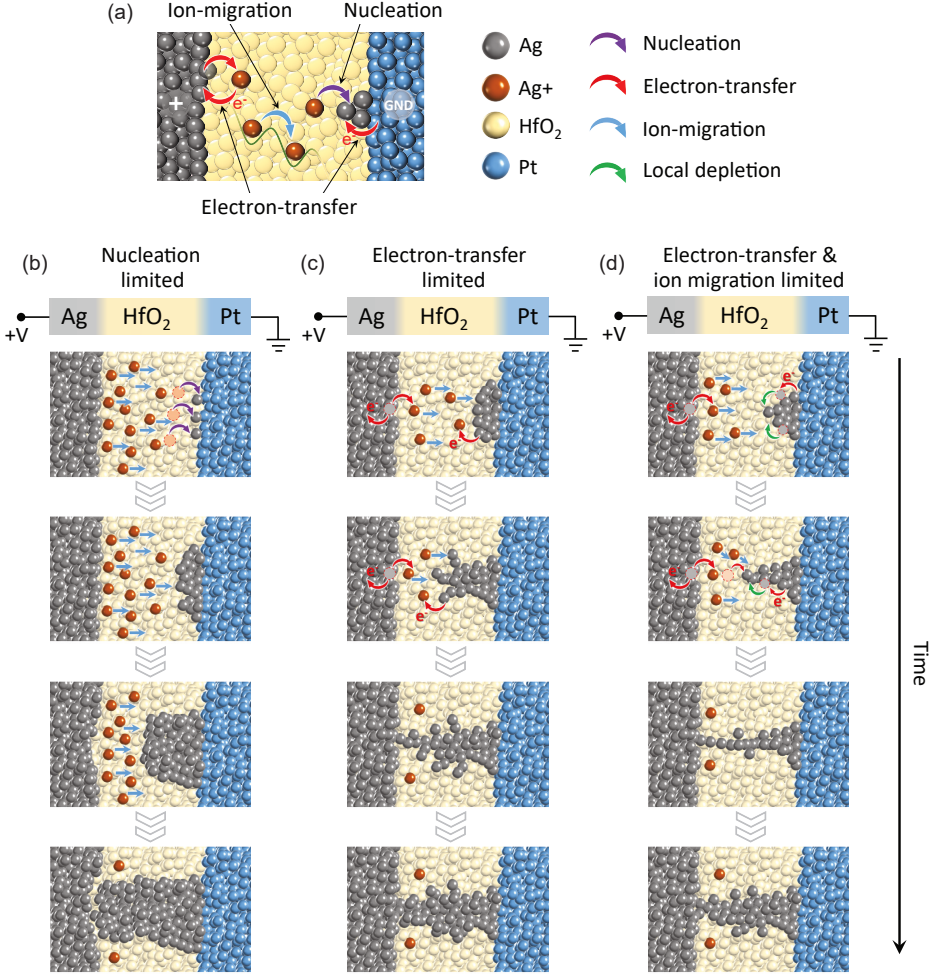 (a)
Ion-migration
Nucleation
+
e-
GND
e-
Electron-transfer
Ag
Ag+
HfO₂
Pt
Nucleation
Electron-transfer
Ion-migration
Local depletion
(b)
Nucleation
limited
+V
Ag
HfO₂
Pt
(c)
Electron-transfer
limited
+V
Ag
HfO₂
Pt
(d)
Electron-transfer &
ion migration limited
+V
Ag
HfO₂
Pt
e-
e-
e-
e-
e-
e-
e-
e-
Time